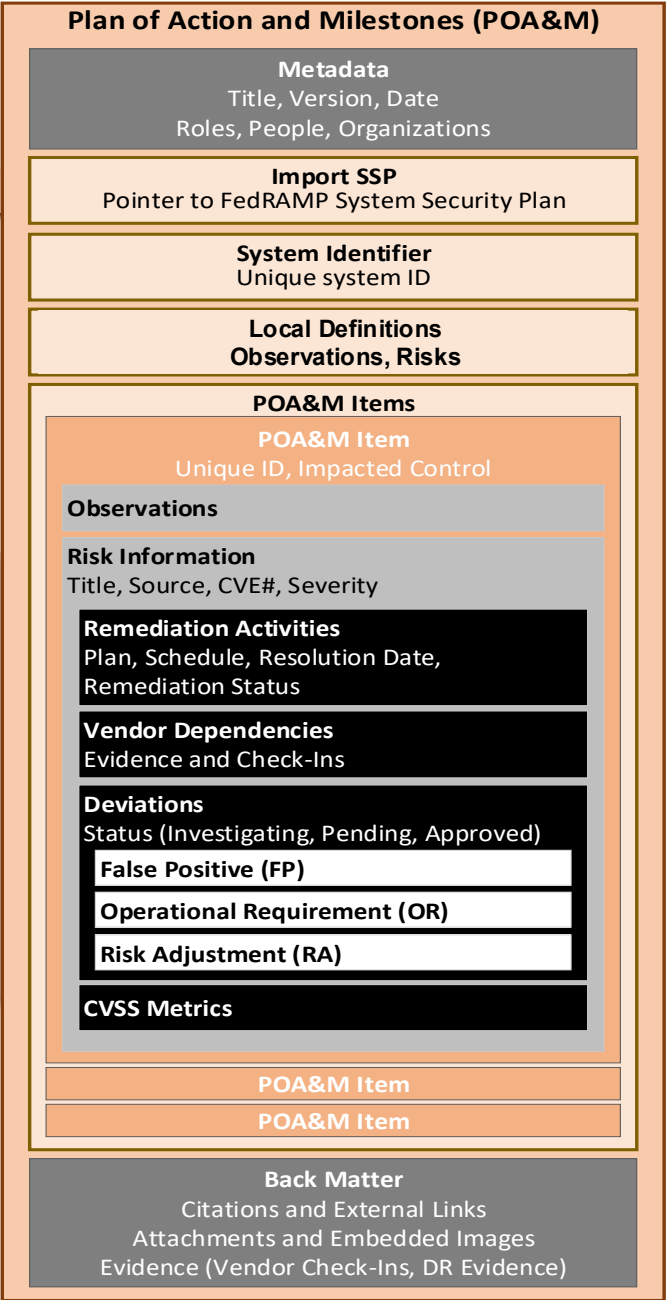 Plan of Action and Milestones (POA&M)
Metadata
Title, Version, Date
Roles, People, Organizations
Import SSP
Pointer to FedRAMP System Security Plan
System Identifier
Unique system ID
Local Definitions
Observations, Risks
POA&M Items
POA&M Item
Unique ID, Impacted Control
Observations
Risk Information
Title, Source, CVE#, Severity
Remediation Activities
Plan, Schedule, Resolution Date,
Remediation Status
Vendor Dependencies
Evidence and Check-Ins
Deviations
Status (Investigating, Pending, Approved)
False Positive (FP)
Operational Requirement (OR)
Risk Adjustment (RA)
CVSS Metrics
POA&M Item
POA&M Item
Back Matter
Citations and External Links
Attachments and Embedded Images
Evidence (Vendor Check-Ins, DR Evidence)